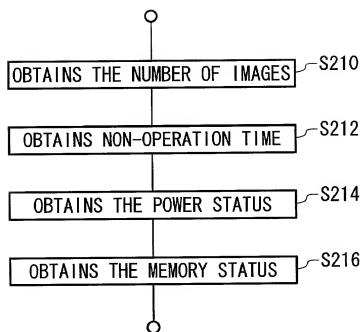 OBTAINS THE NUMBER OF IMAGES S210
OBTAINS NON-OPERATION TIME S212
OBTAINS THE POWER STATUS S214
OBTAINS THE MEMORY STATUS S216